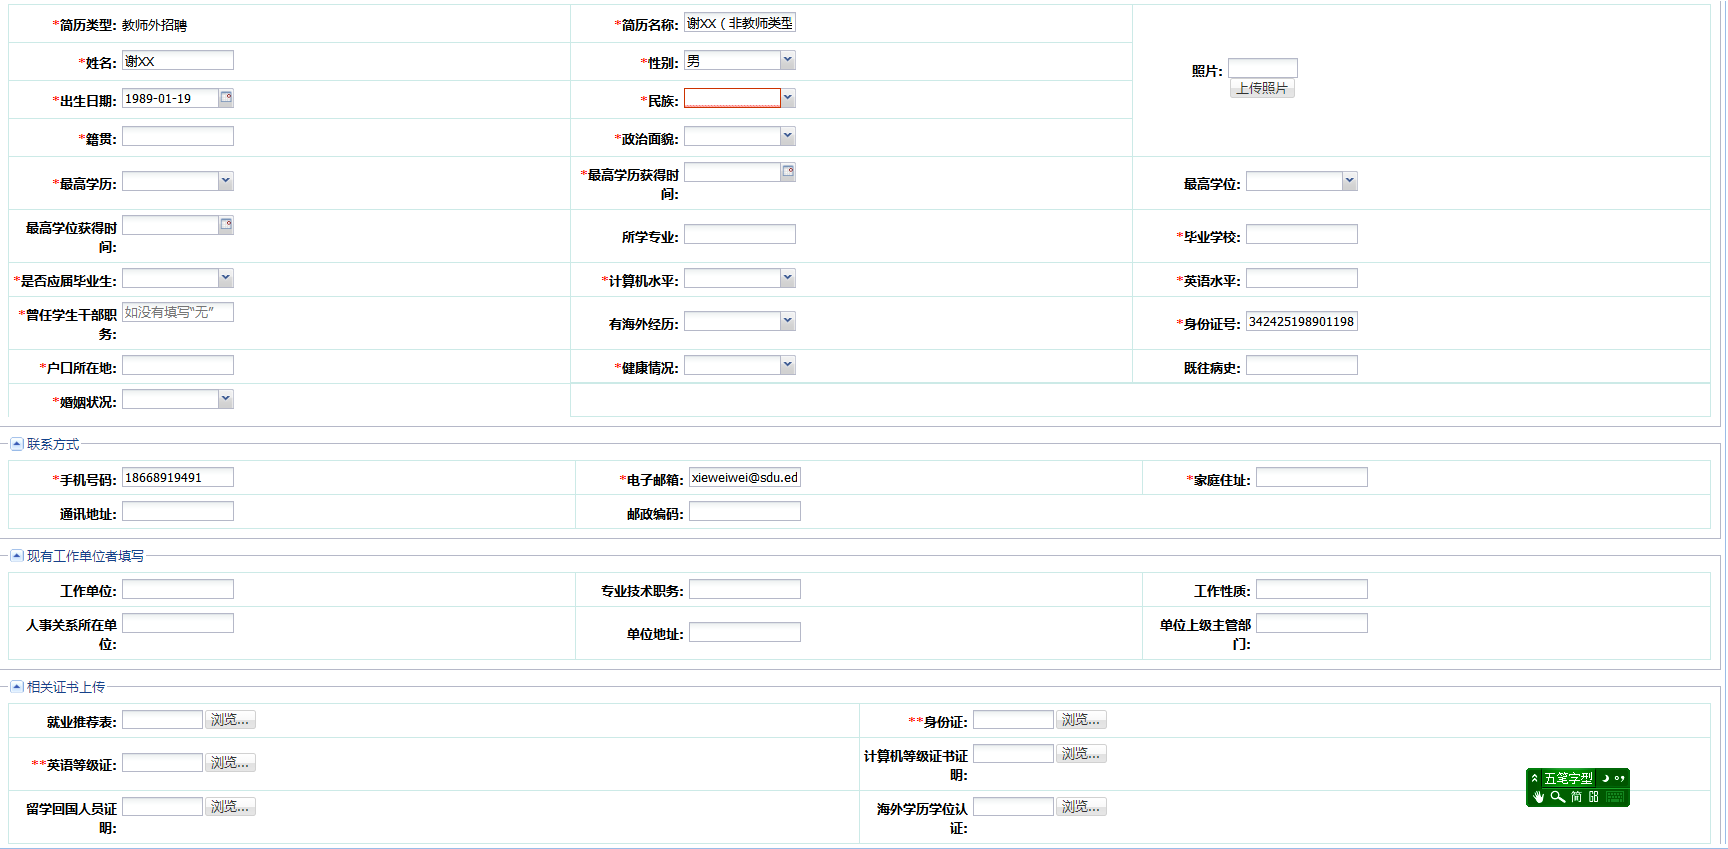 *简历类型: 教师外招聘 *简历名称: 谢XX（非教师类型
*姓名: 谢XX *性别: 男
照片:
上传照片
*出生日期: 1989-01-19 *民族:
*籍贯: *政治面貌:
*最高学历: *最高学历获得时
间:
最高学位:
最高学位获得时
间:
所学专业: *毕业学校:
*是否应届毕业生: *计算机水平: *英语水平:
*曾任学生干部职
务:
如没有填写“无”
有海外经历: *身份证号: 342425198901198
*户口所在地: *健康情况: 既往病史:
*婚姻状况:
联系方式
*手机号码: 18668919491 *电子邮箱: xieweiwei@sdu.ed *家庭住址:
通讯地址: 邮政编码:
现有工作单位者填写
工作单位: 专业技术职务: 工作性质:
人事关系所在单
位:
单位地址: 单位上级主管部
门:
相关证书上传
就业推荐表: 浏览... **身份证: 浏览...
**英语等级证: 浏览... 计算机等级证书证
明:
浏览...
留学回国人员证
明:
浏览... 海外学历学位认
证:
浏览...
五笔字型
简